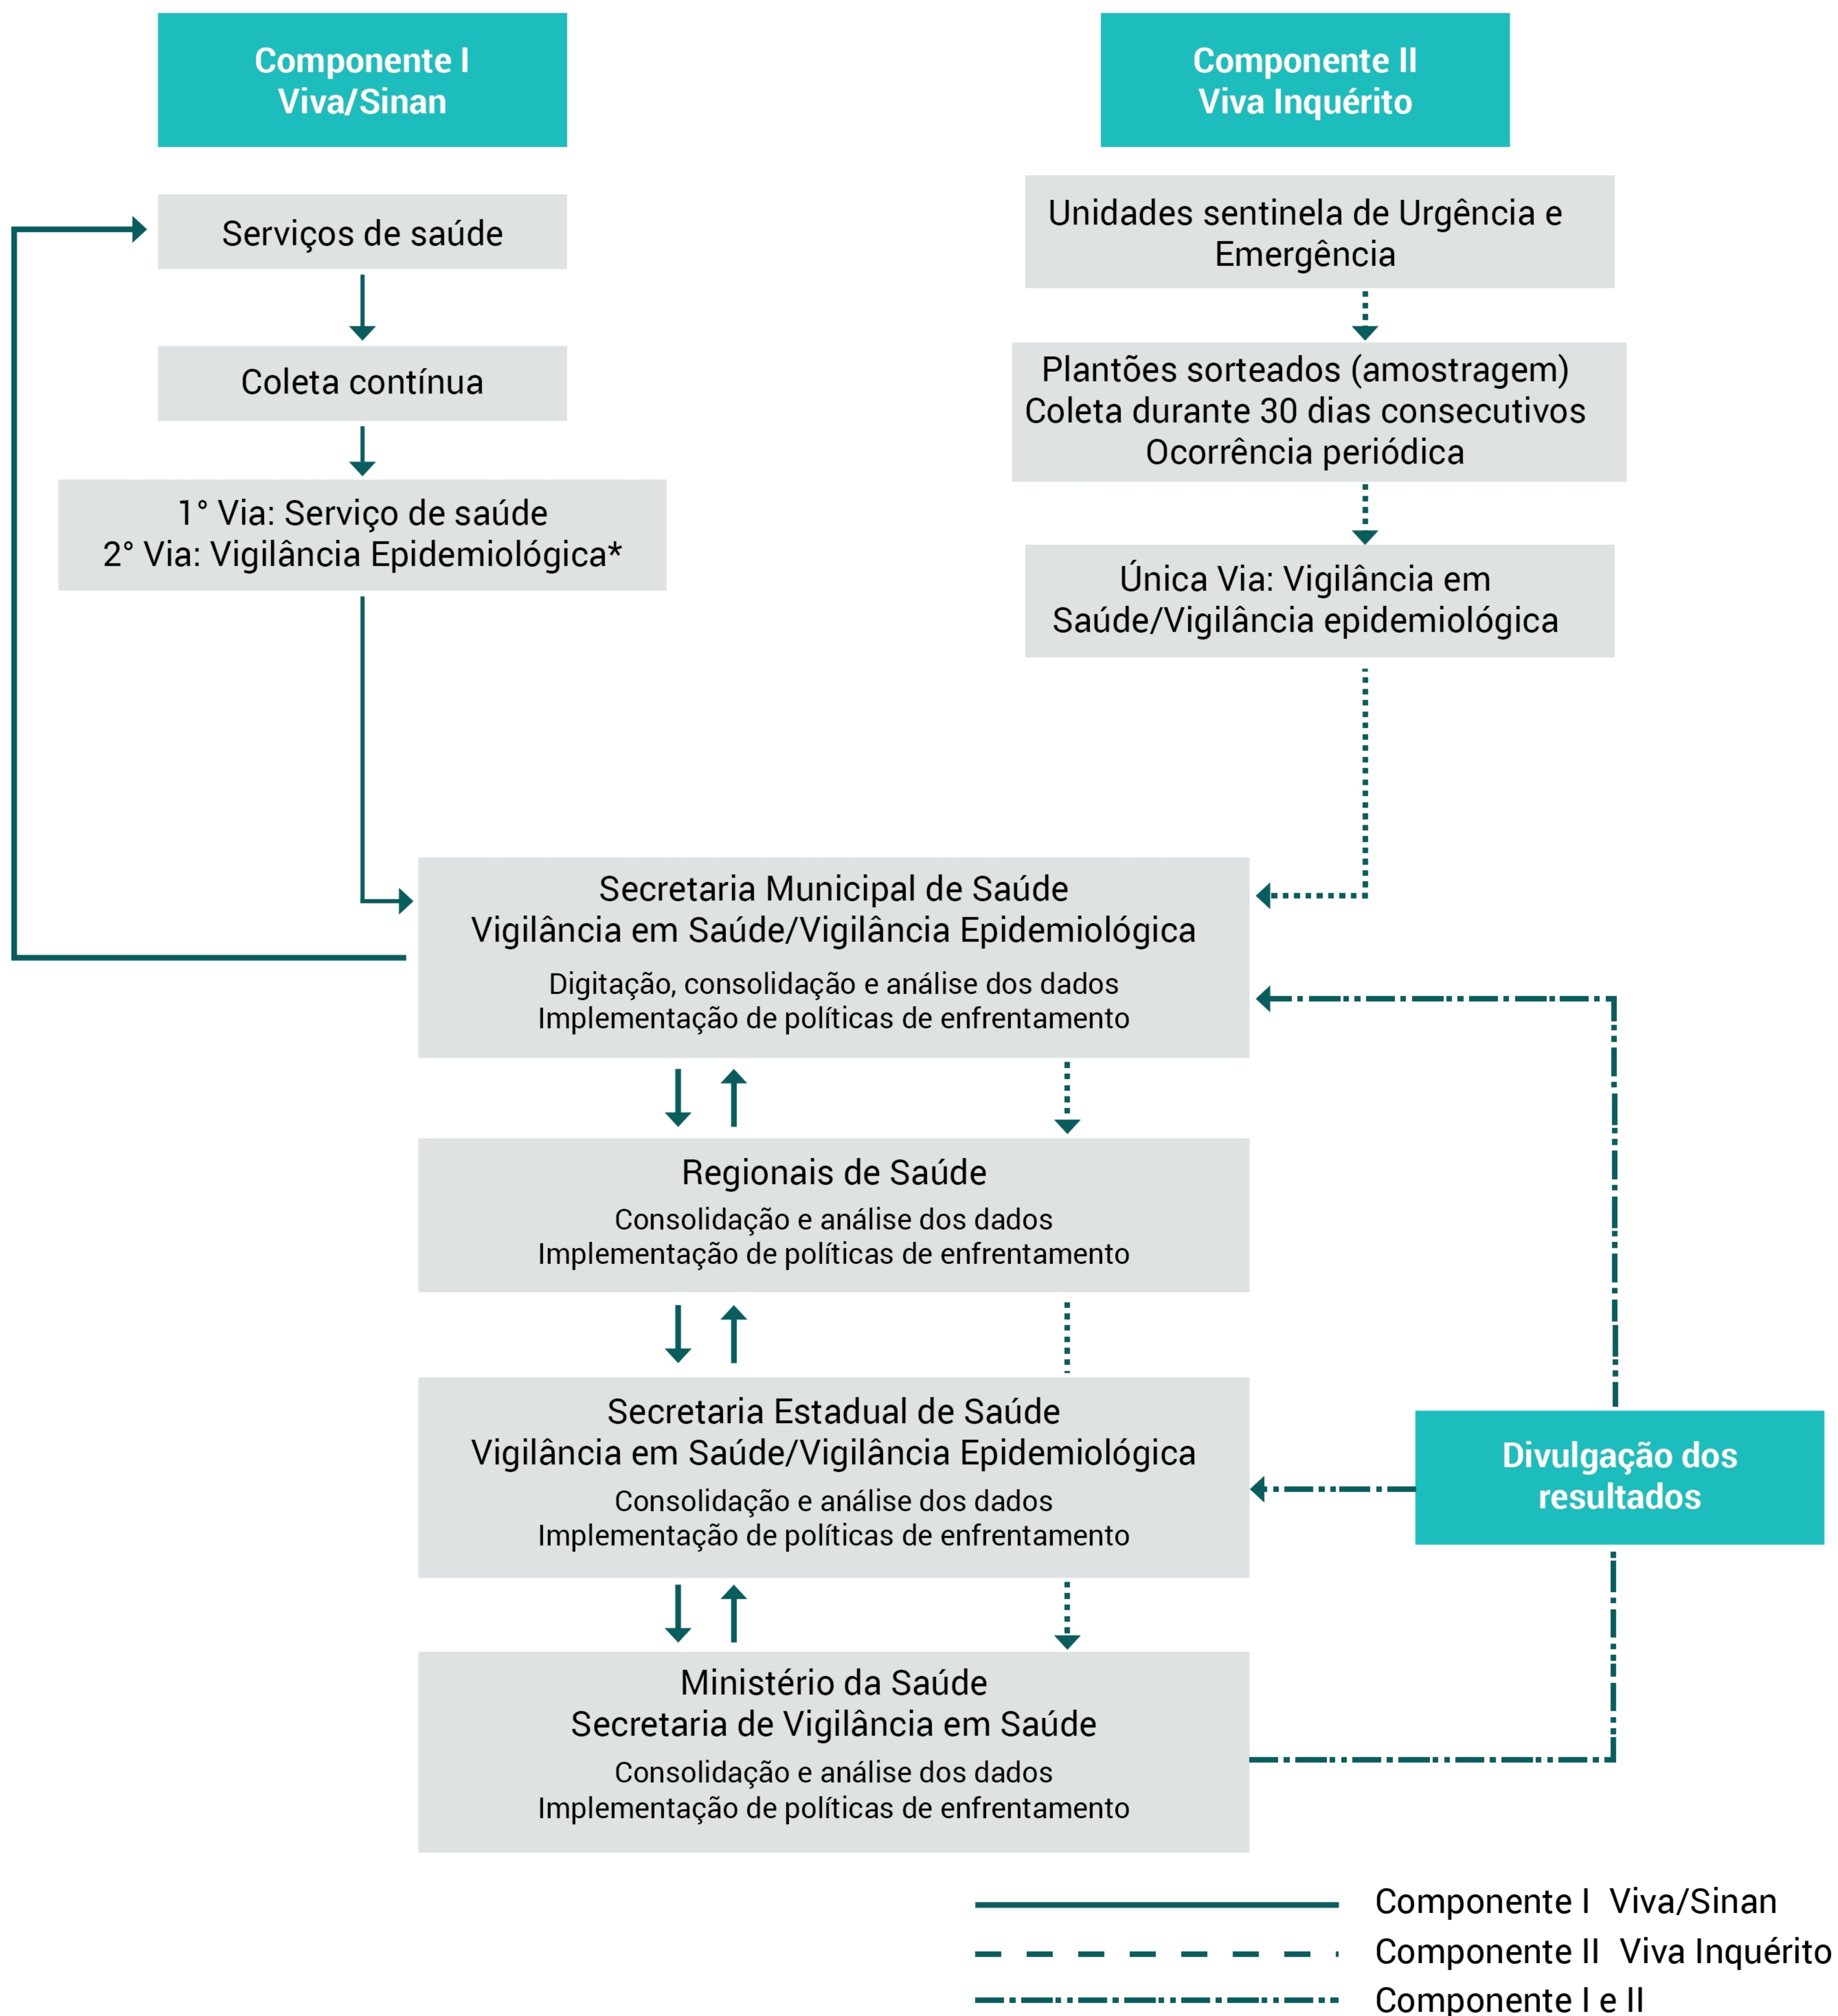 Componente I
Viva/Sinan
Serviços de saúde
Coleta contínua
1° Via: Serviço de saúde
2° Via: Vigilância Epidemiológica*
Componente II
Viva Inquérito
Unidades sentinela de Urgência e
Emergência
Plantões sorteados (amostragem)
Coleta durante 30 dias consecutivos
Ocorrência periódica
Única Via: Vigilância em
Saúde/Vigilância epidemiológica
Secretaria Municipal de Saúde
Vigilância em Saúde/Vigilância Epidemiológica
Digitação, consolidação e análise dos dados
Implementação de políticas de enfrentamento
Regionais de Saúde
Consolidação e análise dos dados
Implementação de políticas de enfrentamento
Secretaria Estadual de Saúde
Vigilância em Saúde/Vigilância Epidemiológica
Consolidação e análise dos dados
Implementação de políticas de enfrentamento
Divulgação dos
resultados
Ministério da Saúde
Secretaria de Vigilância em Saúde
Consolidação e análise dos dados
Implementação de políticas de enfrentamento
Componente I Viva/Sinan
Componente II Viva Inquérito
Componente I e II